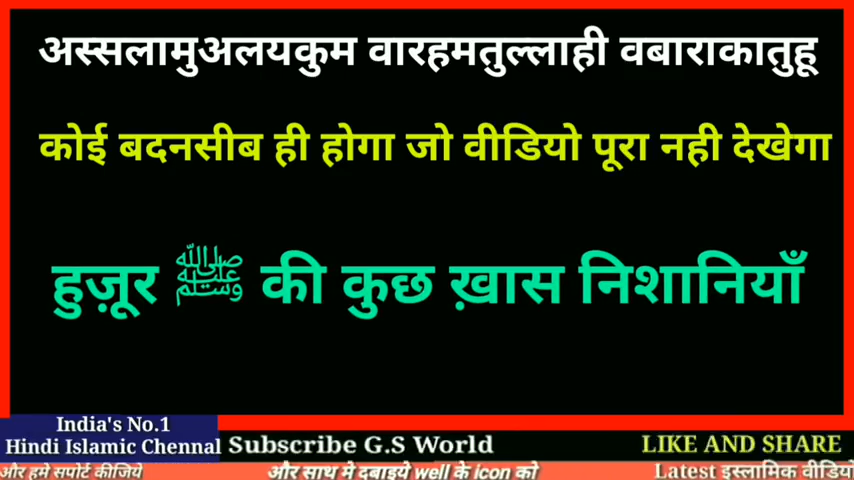 अस्सलामुअलयकुम वारहमतुल्लाही वबाराकातुहू
कोई बदनसीब ही होगा जो वीडियो पूरा नही देखेगा
हुज़ूर ﷺ की कुछ ख़ास निशानियाँ
India's No.1
Hindi Islamic Chennal
Subscribe G.S World
LIKE AND SHARE
और हमे सपोर्ट कीजिये
और साथ मे दबाइये well के icon को
Latest इस्लामिक वीडियो